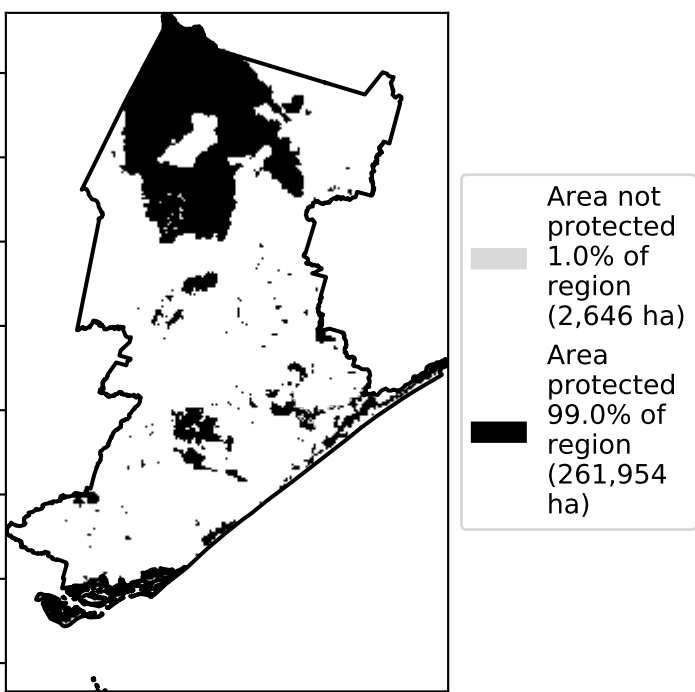 Area not
protected
1.0% of
region
(2,646 ha)
Area
protected
99.0% of
region
(261,954
ha)